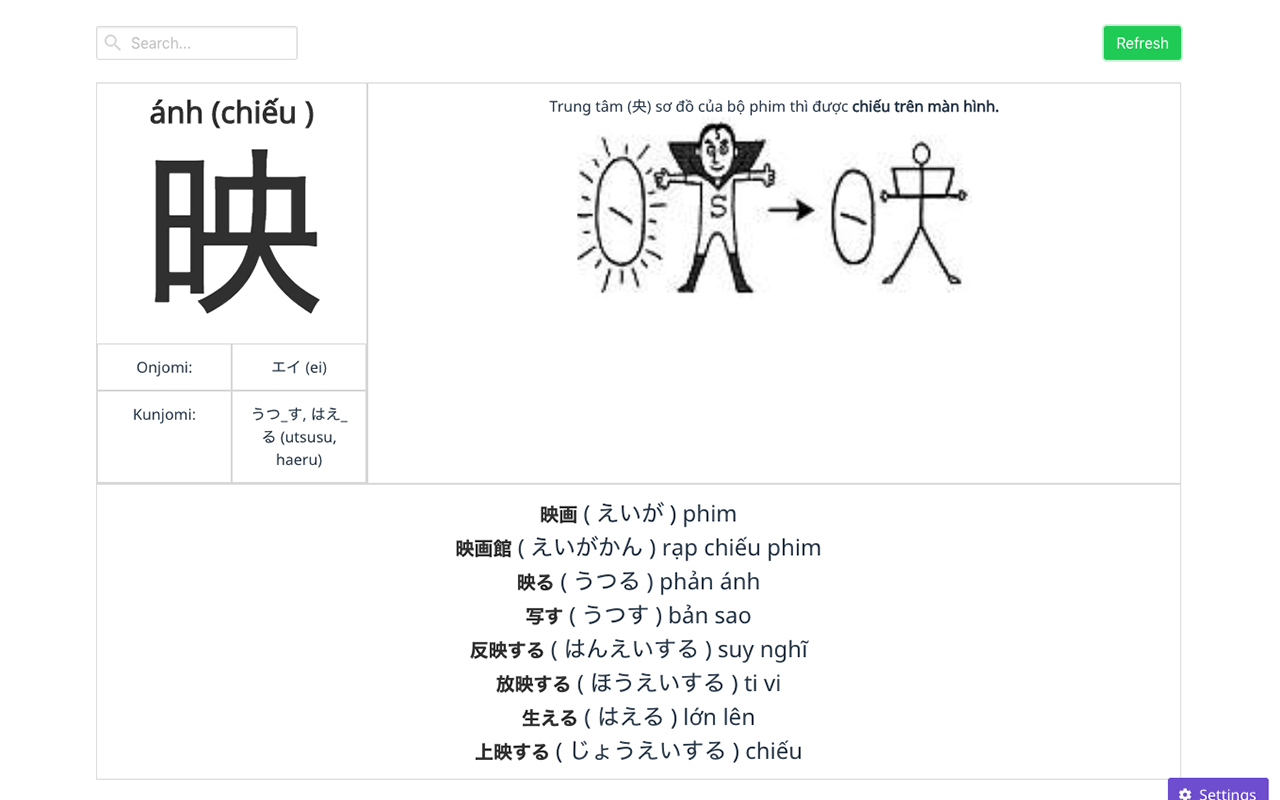 Search...
Refresh
ánh (chiếu )
映
Trung tâm (央) sơ đồ của bộ phim thì được chiếu trên màn hình.
S
Onjomi:
エイ (ei)
Kunjomi:
うつ_す, はえ_
る (utsusu,
haeru)
映画 ( えいが ) phim
映画館 ( えいがかん ) rạp chiếu phim
映る ( うつる ) phản ánh
写す ( うつす ) bản sao
反映する ( はんえいする ) suy nghĩ
放映する ( ほうえいする ) ti vi
生える ( はえる ) lớn lên
上映する ( じょうえいする ) chiếu
Settings